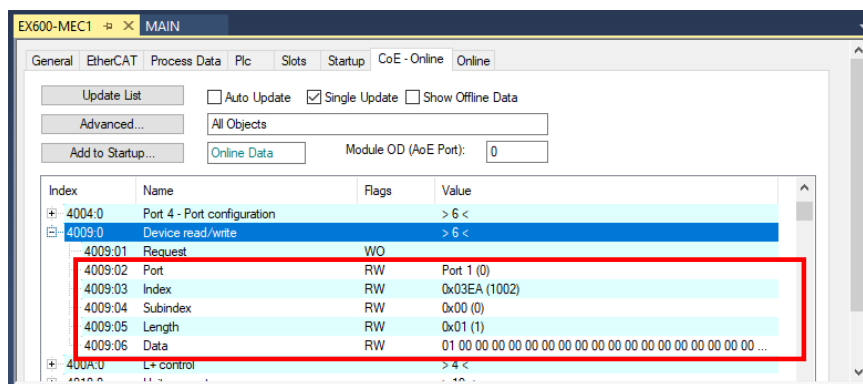 EX600-MEC1 MAIN
General EtherCAT Process Data Plc Slots Startup CoE - Online Online
Update List Auto Update Single Update Show Offline Data
Advanced... All Objects
Add to Startup... Online Data Module OD (AoE Port): 0
Index Name Flags Value
4004:0 Port 4 - Port configuration > 6 <
4009:0 Device read/write > 6 <
4009:01 Request WO
4009:02 Port RW Port 1 (0)
4009:03 Index RW 0x03EA (1002)
4009:04 Subindex RW 0x00 (0)
4009:05 Length RW 0x01 (1)
4009:06 Data RW 01 00 00 00 00 00 00 00 00 00 00 00 00 00 00 00 00 00 00 00 ...
400A:0 L+ control > 4 <